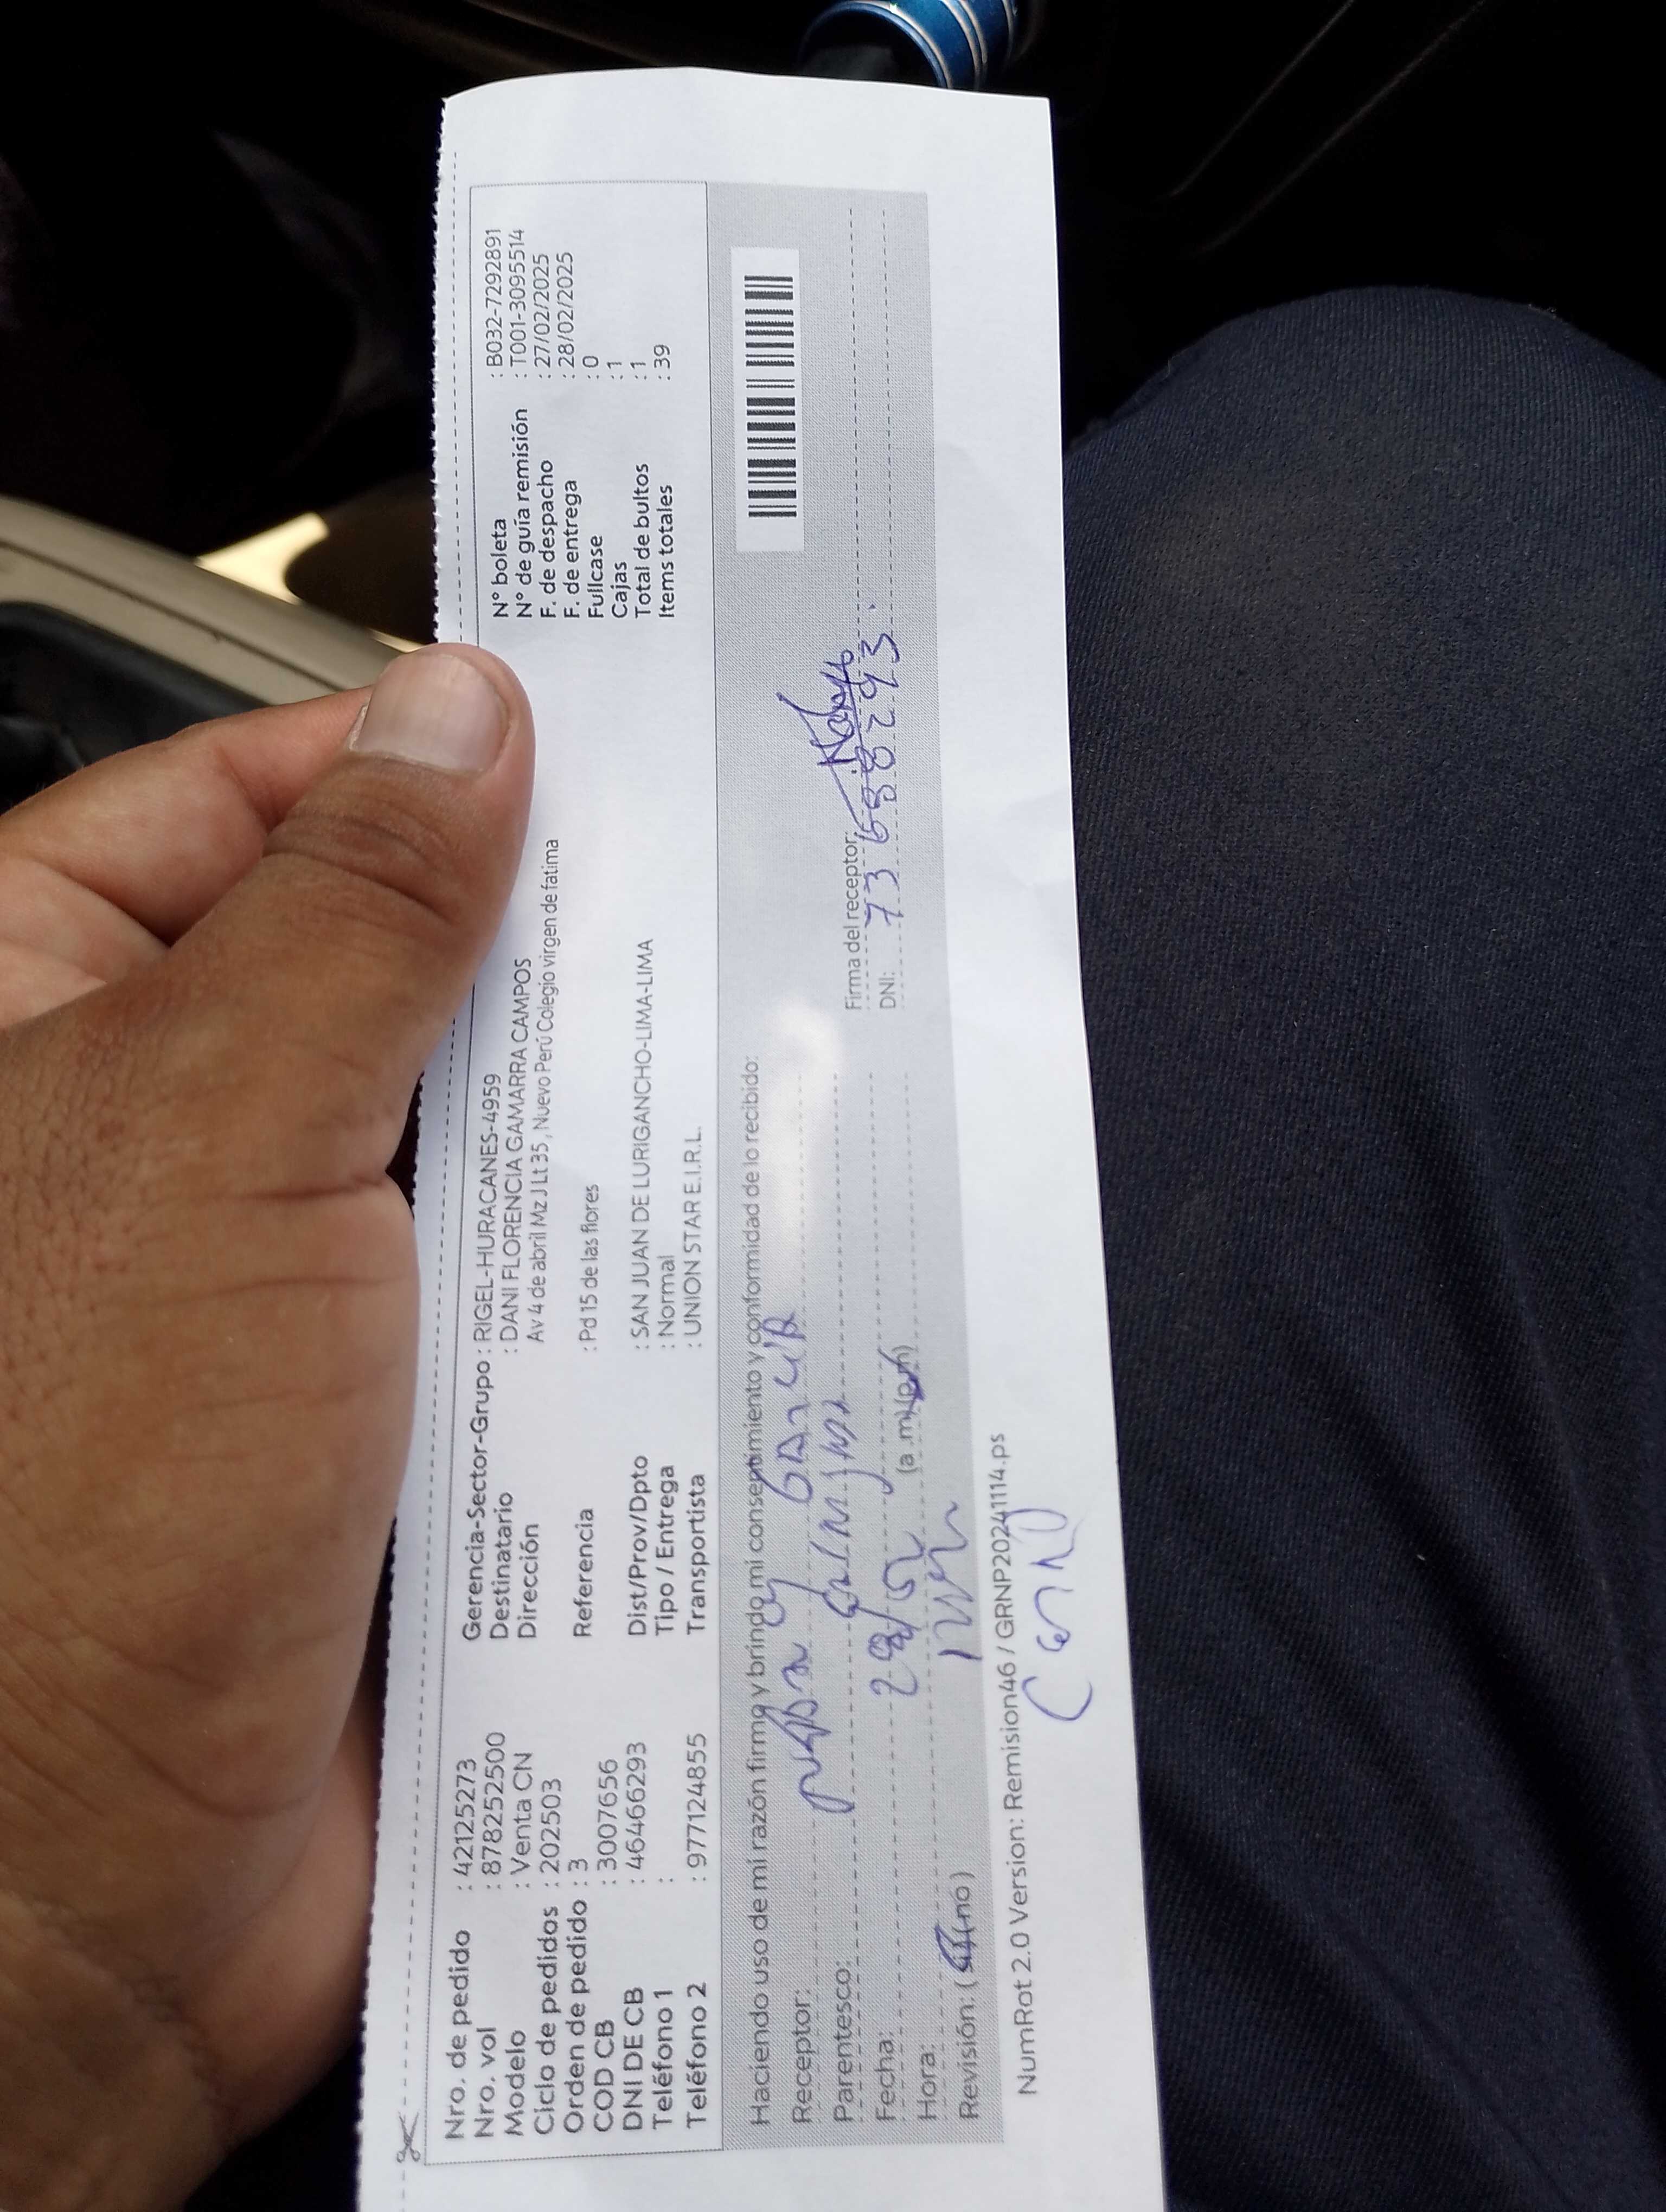 Nro. de pedido : 42125273
Nro. vol : 8782522500
Modelo : Venta CN
Ciclo de pedidos : 202503
Orden de pedido : 3
COD CB : 3007656
DNI DE CB : 46466293
Teléfono 1 :
Teléfono 2 : 977124855
Gerencia-Sector-Grupo : RIGEL-HURACANES-4959
Destinatario : DANI FLORENCIA GAMARRA CAMPOS
Dirección Av 4 de abril Mz J Lt 35 , Nuevo Perú Colegio virgen de fatima
Referencia : Pd 15 de las flores
Dist/Prov/Dpto : SAN JUAN DE LURIGANCHO-LIMA-LIMA
Tipo / Entrega : Normal
Transportista : UNION STAR E.I.R.L.
N° boleta : B032-7292891
N° de guía remisión : T001-3095514
F. de despacho : 27/02/2025
F. de entrega : 28/02/2025
Fullcase : 0
Cajas : 1
Total de bultos : 1
Items totales : 39
Haciendo uso de mi razón firmo y brindo mi consentimiento y conformidad de lo recibido:
Receptor:
Parentesco:
Fecha: 28/02
Hora: (a.m/pm)
Revisión: (si/no)
Firma del receptor:
DNI: 73688293
NumRot 2.0 Version: Remision46 / GRNP20241114.ps